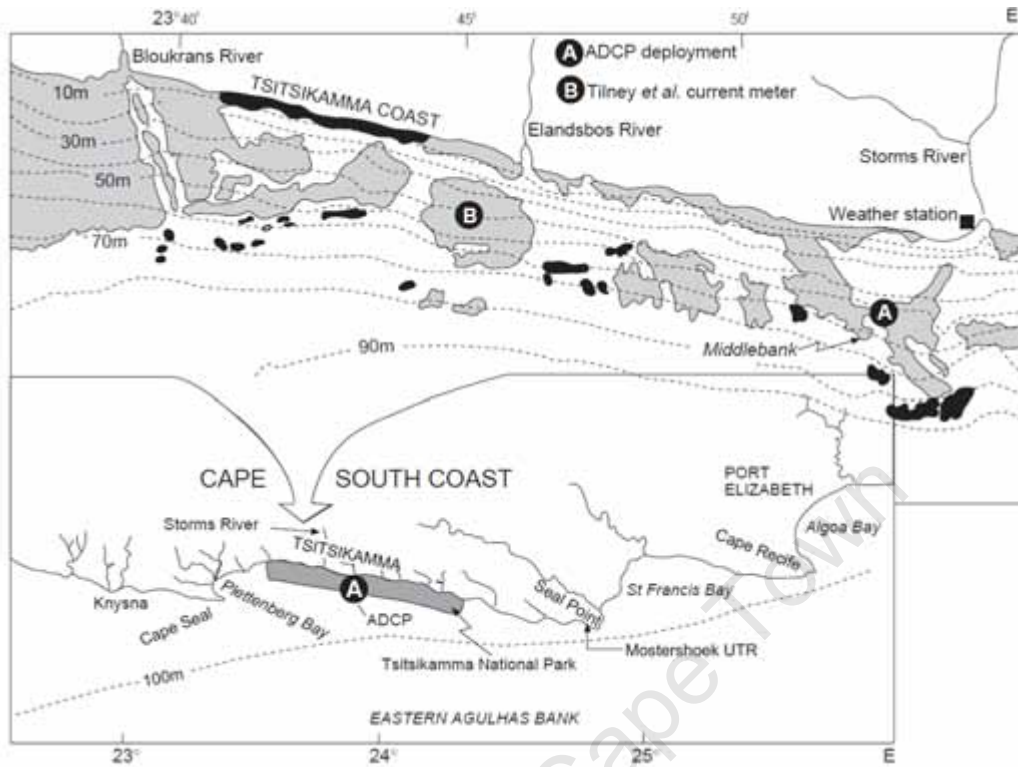 23° 40'
45'
50'
E
Bloukrans River
A ADCP deployment
B Tilney et al. current meter
10m
TSITSIKAMMA COAST
Elandsbos River
30m
Storms River
50m
B
Weather station
70m
A
Middlebank
90m
CAPE SOUTH COAST
PORT
ELIZABETH
Storms River
Algoa Bay
TSITSIKAMMA
Cape Recife
Knysna
A
Seal Point
St Francis Bay
Cape Seal
Plettenberg Bay
ADCP
Mostershoek UTR
Tsitsikamma National Park
100m
EASTERN AGULHAS BANK
23°
24°
25°
E
Cape Town